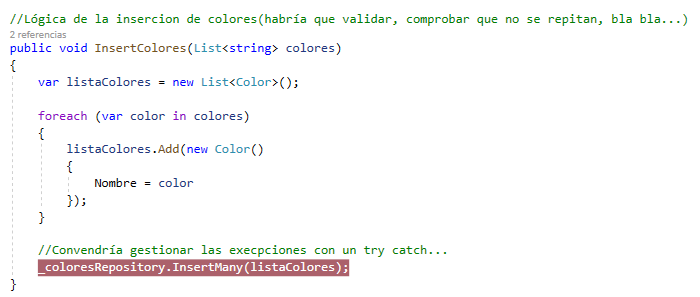 //Lógica de la insercion de colores(habría que validar, comprobar que no se repitan, bla bla...)
2 referencias
public void InsertColores(List<string> colores)
{
    var listaColores = new List<Color>();
    foreach (var color in colores)
    {
        listaColores.Add(new Color()
        {
            Nombre = color
        });
    }
    //Convendría gestionar las execpciones con un try catch...
    _coloresRepository.InsertMany(listaColores);
}